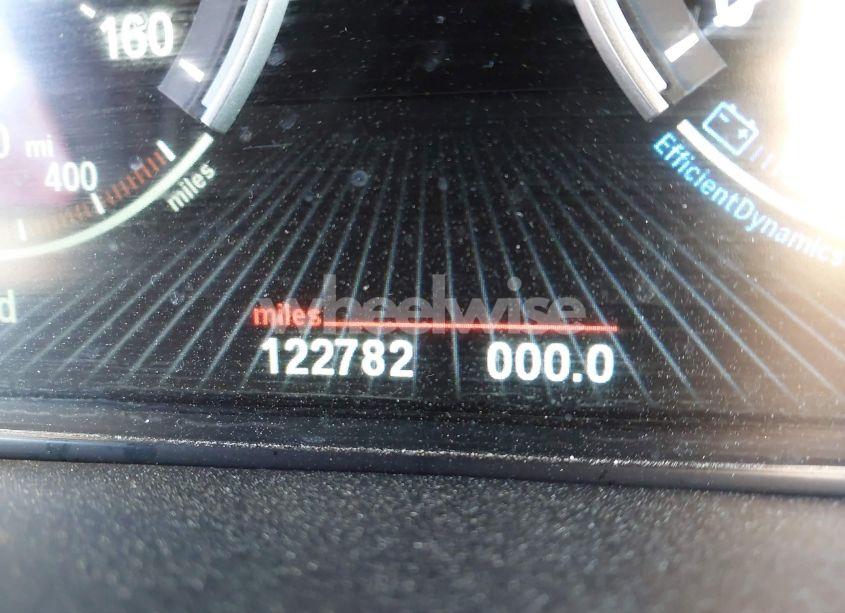 160
mi
400
miles
EfficientDynamics
wheelwise
miles
122782 000.0